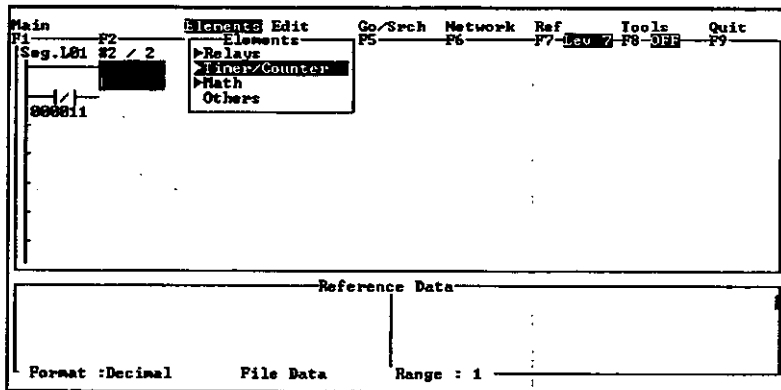 Main Elements Edit Go/Srch Network Ref Tools Quit
F1 F2 Elements F5 F6 F7 Lev 7 F8 OFF F9
Seg.L01 #2 / 2
Relays
Timer/Counter
Math
Others
000011
Reference Data
Format :Decimal File Data Range : 1